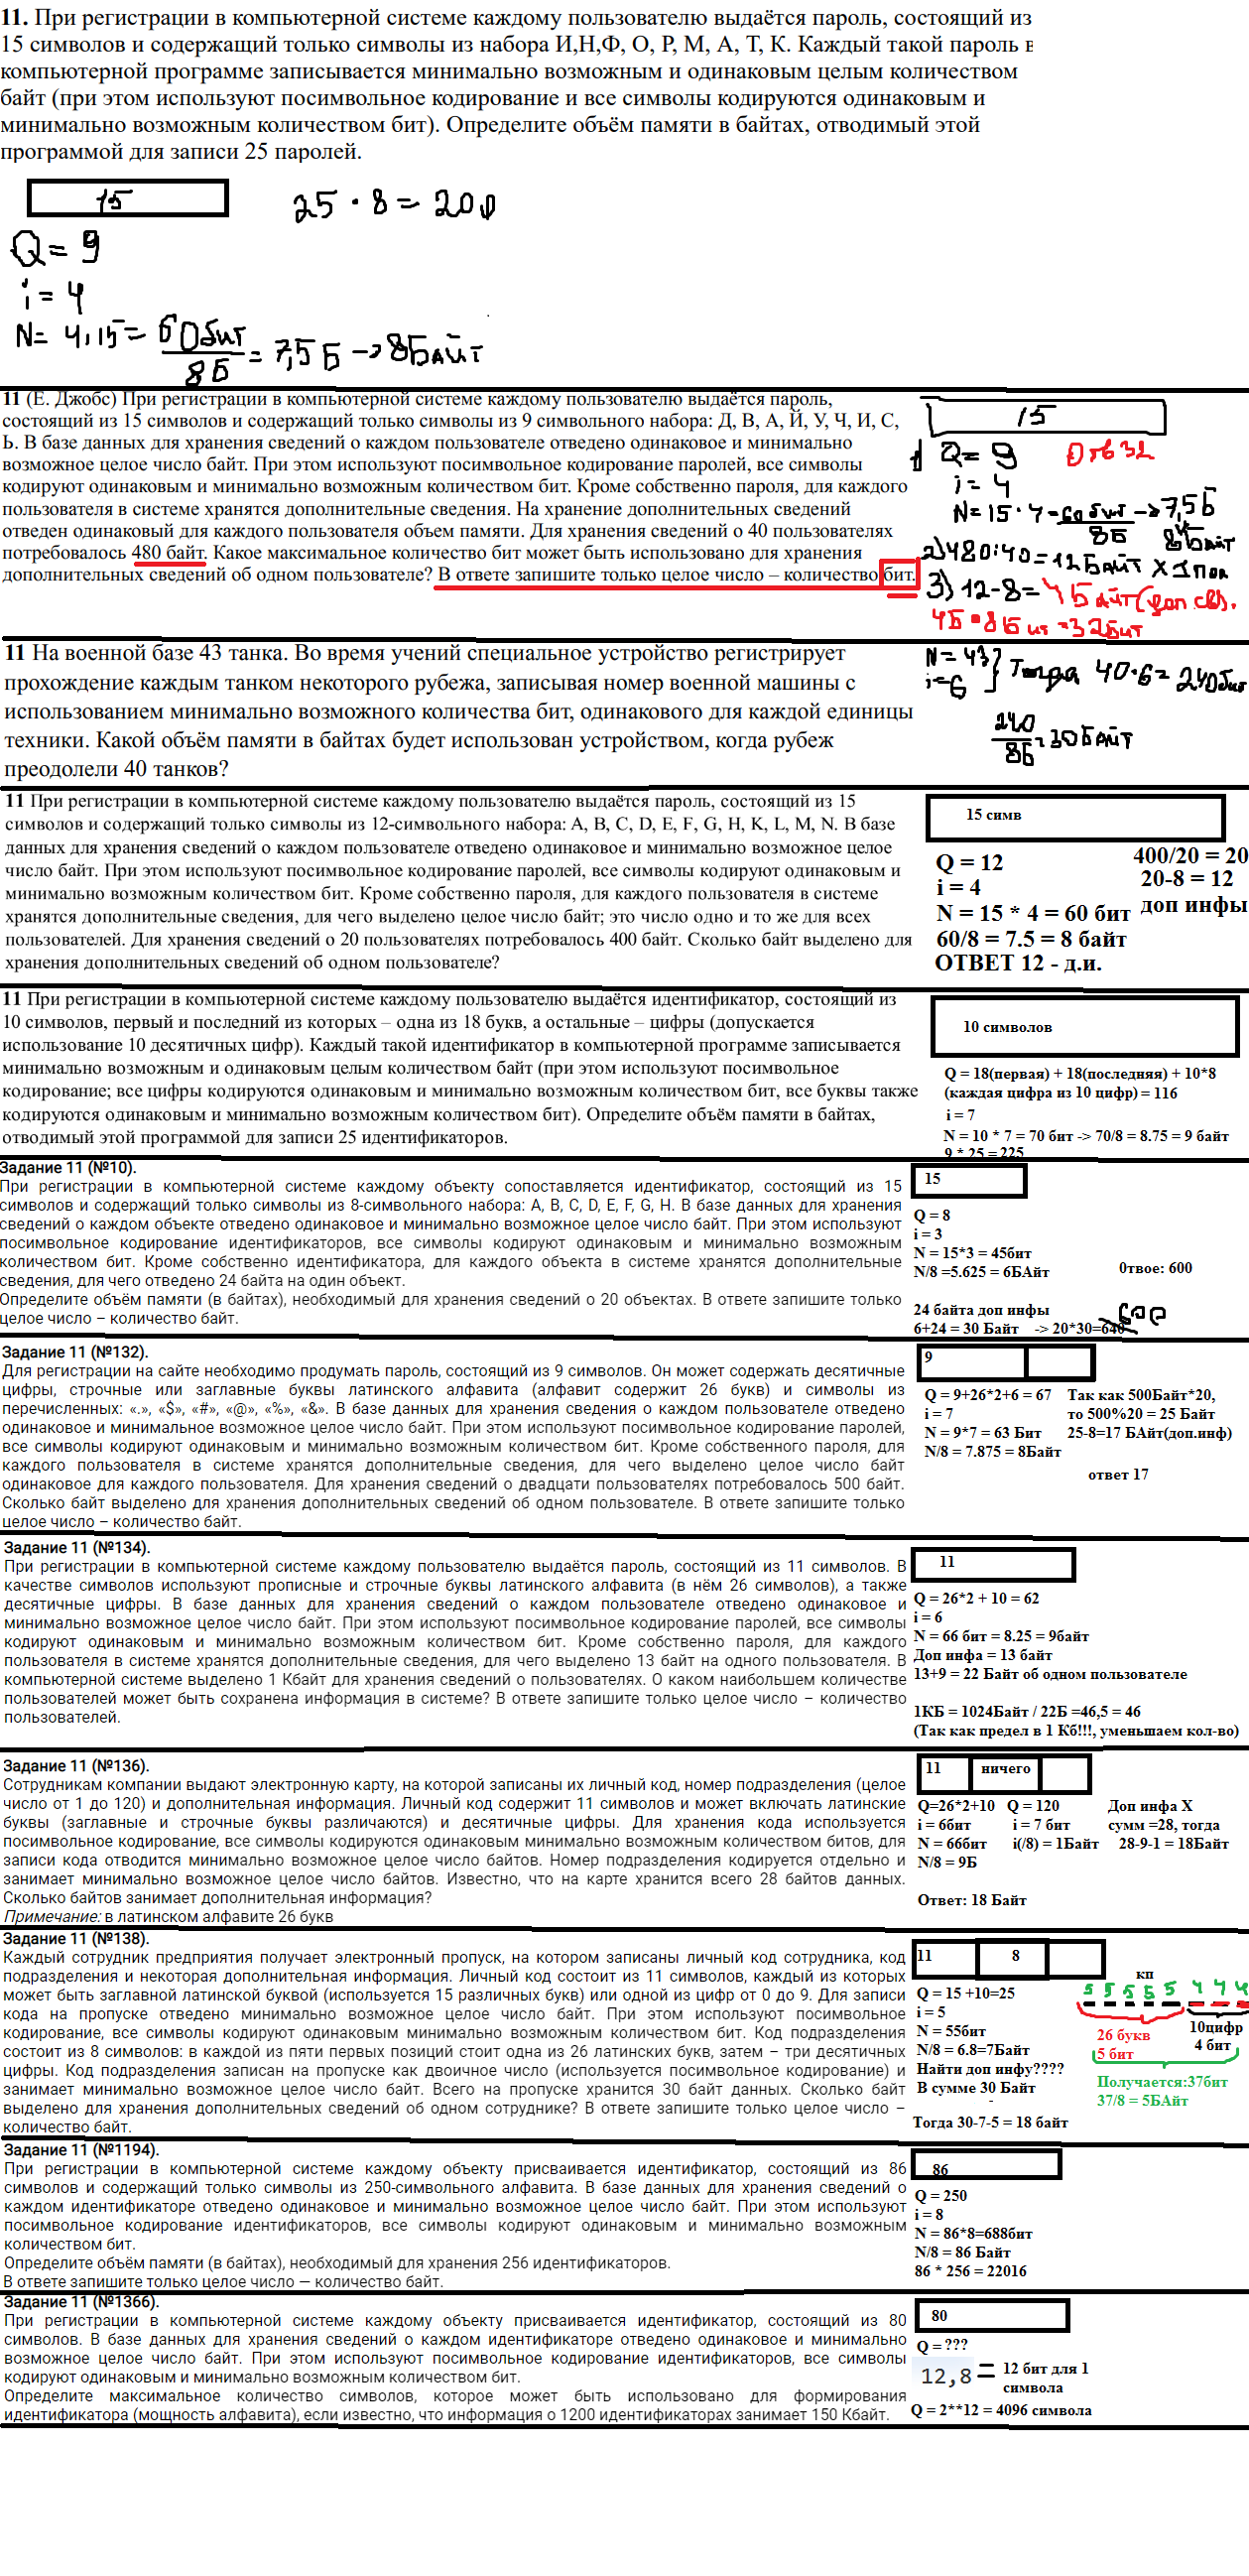 11. При регистрации в компьютерной системе каждому пользователю выдаётся пароль, состоящий из
15 символов и содержащий только символы из набора И,Н,Ф, О, Р, М, А, Т, К. Каждый такой пароль в
компьютерной программе записывается минимально возможным и одинаковым целым количеством
байт (при этом используют посимвольное кодирование и все символы кодируются одинаковым и
минимально возможным количеством бит). Определите объём памяти в байтах, отводимый этой
программой для записи 25 паролей.
15
25 · 8 = 200
Q = 9
i = 4
N = 4·15 = 60бит
8Б
= 7,5 Б -> 8Байт
11 (Е. Джобс) При регистрации в компьютерной системе каждому пользователю выдаётся пароль,
состоящий из 15 символов и содержащий только символы из 9 символьного набора: Д, В, А, Й, У, Ч, И, С,
Ь. В базе данных для хранения сведений о каждом пользователе отведено одинаковое и минимально
возможное целое число байт. При этом используют посимвольное кодирование паролей, все символы
кодируют одинаковым и минимально возможным количеством бит. Кроме собственно пароля, для каждого
пользователя в системе хранятся дополнительные сведения. На хранение дополнительных сведений
отведен одинаковый для каждого пользователяобъем памяти. Для хранения сведений о 40 пользователях
потребовалось 480 байт. Какое максимальное количество бит может быть использовано для хранения
дополнительных сведений об одном пользователе? В ответе запишите только целое число – количество бит.
15
1) Q = 9
Отв 32
i = 4
N = 15 · 4 = 60бит -> 7,5Б
8Б
8Байт
2) 480:40=12Байт х 1 пол
3) 12-8= 4Байт(доп.св).
4Б * 8бит = 32бит
11 На военной базе 43 танка. Во время учений специальное устройство регистрирует
прохождение каждым танком некоторого рубежа, записывая номер военной машины с
использованием минимально возможного количества бит, одинакового для каждой единицы
техники. Какой объём памяти в байтах будет использован устройством, когда рубеж
преодолели 40 танков?
N = 43
i = 6
} Тогда 40·6 = 240бит
240
8Б
= 30Байт
11 При регистрации в компьютерной системе каждому пользователю выдаётся пароль, состоящий из 15
символов и содержащий только символы из 12-символьного набора: A, B, C, D, E, F, G, H, K, L, M, N. В базе
данных для хранения сведений о каждом пользователе отведено одинаковое и минимально возможное целое
число байт. При этом используют посимвольное кодирование паролей, все символы кодируют одинаковым и
минимально возможным количеством бит. Кроме собственно пароля, для каждого пользователя в системе
хранятся дополнительные сведения, для чего выделено целое число байт; это число одно и то же для всех
пользователей. Для хранения сведений о 20 пользователях потребовалось 400 байт. Сколько байт выделено для
хранения дополнительных сведений об одном пользователе?
15 симв
Q = 12
i = 4
N = 15 * 4 = 60 бит
60/8 = 7.5 = 8 байт
ОТВЕТ 12 - д.и.
400/20 = 20
20-8 = 12
доп инфы
11 При регистрации в компьютерной системе каждому пользователю выдаётся идентификатор, состоящий из
10 символов, первый и последний из которых – одна из 18 букв, а остальные – цифры (допускается
использование 10 десятичных цифр). Каждый такой идентификатор в компьютерной программе записывается
минимально возможным и одинаковым целым количеством байт (при этом используют посимвольное
кодирование; все цифры кодируются одинаковым и минимально возможным количеством бит, все буквы также
кодируются одинаковым и минимально возможным количеством бит). Определите объём памяти в байтах,
отводимый этой программой для записи 25 идентификаторов.
10 символов
Q = 18(первая) + 18(последняя) + 10*8
(каждая цифра из 10 цифр) = 116
i = 7
N = 10 * 7 = 70 бит -> 70/8 = 8.75 = 9 байт
9 * 25 = 225
Задание 11 (№10).
При регистрации в компьютерной системе каждому объекту сопоставляется идентификатор, состоящий из 15
символов и содержащий только символы из 8-символьного набора: A, B, C, D, E, F, G, H. В базе данных для хранения
сведений о каждом объекте отведено одинаковое и минимально возможное целое число байт. При этом используют
посимвольное кодирование идентификаторов, все символы кодируют одинаковым и минимально возможным
количеством бит. Кроме собственно идентификатора, для каждого объекта в системе хранятся дополнительные
сведения, для чего отведено 24 байта на один объект.
Определите объём памяти (в байтах), необходимый для хранения сведений о 20 объектах. В ответе запишите только
целое число – количество байт.
15
Q = 8
i = 3
N = 15*3 = 45бит
N/8 =5.625 = 6БАйт
0твое: 600
24 байта доп инфы
6+24 = 30 Байт -> 20*30=640
600
Задание 11 (№132).
Для регистрации на сайте необходимо продумать пароль, состоящий из 9 символов. Он может содержать десятичные
цифры, строчные или заглавные буквы латинского алфавита (алфавит содержит 26 букв) и символы из
перечисленных: «.», «$», «#», «@», «%», «&». В базе данных для хранения сведения о каждом пользователе отведено
одинаковое и минимальное возможное целое число байт. При этом используют посимвольное кодирование паролей,
все символы кодируют одинаковым и минимально возможным количеством бит. Кроме собственного пароля, для
каждого пользователя в системе хранятся дополнительные сведения, для чего выделено целое число байт
одинаковое для каждого пользователя. Для хранения сведений о двадцати пользователях потребовалось 500 байт.
Сколько байт выделено для хранения дополнительных сведений об одном пользователе. В ответе запишите только
целое число – количество байт.
9
Q = 9+26*2+6 = 67
i = 7
N = 9*7 = 63 Бит
N/8 = 7.875 = 8Байт
Так как 500Байт*20,
то 500%20 = 25 Байт
25-8=17 БАйт(доп.инф)
ответ 17
Задание 11 (№134).
При регистрации в компьютерной системе каждому пользователю выдаётся пароль, состоящий из 11 символов. В
качестве символов используют прописные и строчные буквы латинского алфавита (в нём 26 символов), а также
десятичные цифры. В базе данных для хранения сведений о каждом пользователе отведено одинаковое и
минимально возможное целое число байт. При этом используют посимвольное кодирование паролей, все символы
кодируют одинаковым и минимально возможным количеством бит. Кроме собственно пароля, для каждого
пользователя в системе хранятся дополнительные сведения, для чего выделено 13 байт на одного пользователя. В
компьютерной системе выделено 1 Кбайт для хранения сведений о пользователях. О каком наибольшем количестве
пользователей может быть сохранена информация в системе? В ответе запишите только целое число – количество
пользователей.
11
Q = 26*2 + 10 = 62
i = 6
N = 66 бит = 8.25 = 9байт
Доп инфа = 13 байт
13+9 = 22 Байт об одном пользователе
1КБ = 1024Байт / 22Б =46,5 = 46
(Так как предел в 1 Кб!!!, уменьшаем кол-во)
Задание 11 (№136).
Сотрудникам компании выдают электронную карту, на которой записаны их личный код, номер подразделения (целое
число от 1 до 120) и дополнительная информация. Личный код содержит 11 символов и может включать латинские
буквы (заглавные и строчные буквы различаются) и десятичные цифры. Для хранения кода используется
посимвольное кодирование, все символы кодируются одинаковым минимально возможным количеством битов, для
записи кода отводится минимально возможное целое число байтов. Номер подразделения кодируется отдельно и
занимает минимально возможное целое число байтов. Известно, что на карте хранится всего 28 байтов данных.
Сколько байтов занимает дополнительная информация?
Примечание: в латинском алфавите 26 букв
11 ничего
Q=26*2+10 Q = 120 Доп инфа X
i = 6бит i = 7 бит сумм =28, тогда
N = 66бит i(/8) = 1Байт 28-9-1 = 18Байт
N/8 = 9Б
Ответ: 18 Байт
Задание 11 (№138).
Каждый сотрудник предприятия получает электронный пропуск, на котором записаны личный код сотрудника, код
подразделения и некоторая дополнительная информация. Личный код состоит из 11 символов, каждый из которых
может быть заглавной латинской буквой (используется 15 различных букв) или одной из цифр от 0 до 9. Для записи
кода на пропуске отведено минимально возможное целое число байт. При этом используют посимвольное
кодирование, все символы кодируют одинаковым минимально возможным количеством бит. Код подразделения
состоит из 8 символов: в каждой из пяти первых позиций стоит одна из 26 латинских букв, затем – три десятичных
цифры. Код подразделения записан на пропуске как двоичное число (используется посимвольное кодирование) и
занимает минимально возможное целое число байт. Всего на пропуске хранится 30 байт данных. Сколько байт
выделено для хранения дополнительных сведений об одном сотруднике? В ответе запишите только целое число –
количество байт.
11 8
Q = 15 +10=25
i = 5
N = 55бит
N/8 = 6.8=7Байт
Найти доп инфу????
В сумме 30 Байт
Тогда 30-7-5 = 18 байт
кп
5 5 5 5 5 4 4 4
26 букв
5 бит
10цифр
4 бит
Получается:37бит
37/8 = 5БАйт
Задание 11 (№1194).
При регистрации в компьютерной системе каждому объекту присваивается идентификатор, состоящий из 86
символов и содержащий только символы из 250-символьного алфавита. В базе данных для хранения сведений о
каждом идентификаторе отведено одинаковое и минимально возможное целое число байт. При этом используют
посимвольное кодирование идентификаторов, все символы кодируют одинаковым и минимально возможным
количеством бит.
Определите объём памяти (в байтах), необходимый для хранения 256 идентификаторов.
В ответе запишите только целое число — количество байт.
86
Q = 250
i = 8
N = 86*8=688бит
N/8 = 86 Байт
86 * 256 = 22016
Задание 11 (№1366).
При регистрации в компьютерной системе каждому объекту присваивается идентификатор, состоящий из 80
символов. В базе данных для хранения сведений о каждом идентификаторе отведено одинаковое и минимально
возможное целое число байт. При этом используют посимвольное кодирование идентификаторов, все символы
кодируют одинаковым и минимально возможным количеством бит.
Определите максимальное количество символов, которое может быть использовано для формирования
идентификатора (мощность алфавита), если известно, что информация о 1200 идентификаторах занимает 150 Кбайт.
80
Q = ???
12,8 = 12 бит для 1
символа
Q = 2**12 = 4096 символа